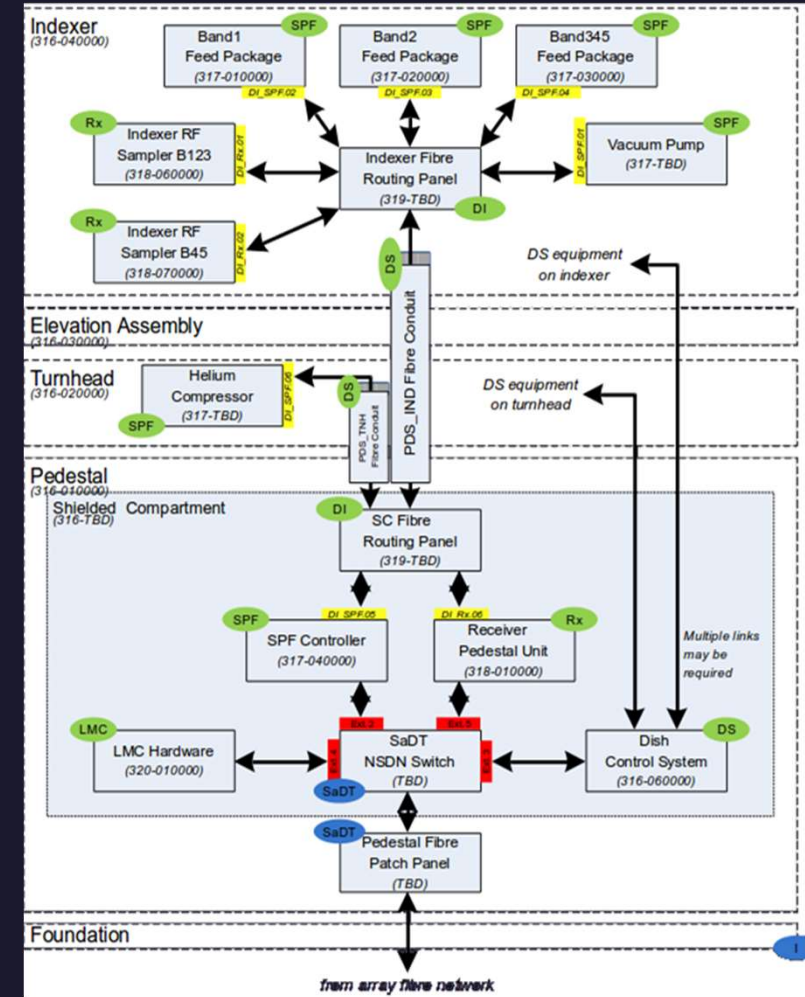 Indexer
(316-040000)
Band1
Feed Package
(317-010000)
SPF
DI_SPF.02
Band2
Feed Package
(317-020000)
SPF
DI_SPF.03
Band345
Feed Package
(317-030000)
SPF
DI_SPF.04
Rx
Indexer RF
Sampler B123
(318-060000)
DI_Rx.01
Indexer Fibre
Routing Panel
(319-TBD)
DI
DI_SPF.01
Vacuum Pump
(317-TBD)
SPF
Rx
Indexer RF
Sampler B45
(318-070000)
DI_Rx.02
DS
PDS_IND Fibre Conduit
DS equipment
on indexer
Elevation Assembly
(316-030000)
Turnhead
(316-020000)
Helium
Compressor
(317-TBD)
SPF
DI_SPF.06
DS
PDS_TNH
Fibre Conduit
DS equipment
on turnhead
Pedestal
(316-010000)
Shielded Compartment
(316-TBD)
DI
SC Fibre
Routing Panel
(319-TBD)
DI_SPF.05
SPF
SPF Controller
(317-040000)
DI_Rx.06
Rx
Receiver
Pedestal Unit
(318-010000)
Multiple links
may be
required
LMC
LMC Hardware
(320-010000)
SaDT
NSDN Switch
(TBD)
SaDT
Dish
Control System
(316-060000)
DS
SaDT
Pedestal Fibre
Patch Panel
(TBD)
Foundation
I
from array fibre network